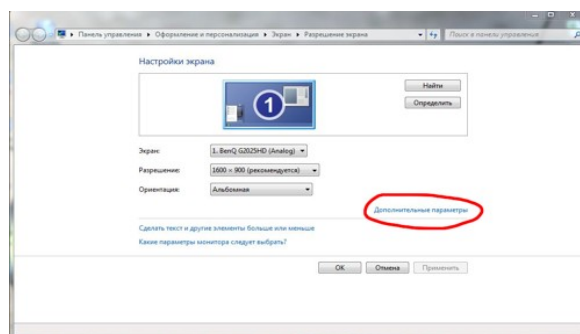 Панель управления ▸ Оформление и персонализация ▸ Экран ▸ Разрешение экрана
Поиск в панели управления
Настройки экрана
1
Найти
Определить
Экран:
1. BenQ G2025HD (Analog)
Разрешение:
1600 × 900 (рекомендуется)
Ориентация:
Альбомная
Дополнительные параметры
Сделать текст и другие элементы больше или меньше
Какие параметры монитора следует выбрать?
OK
Отмена
Применить